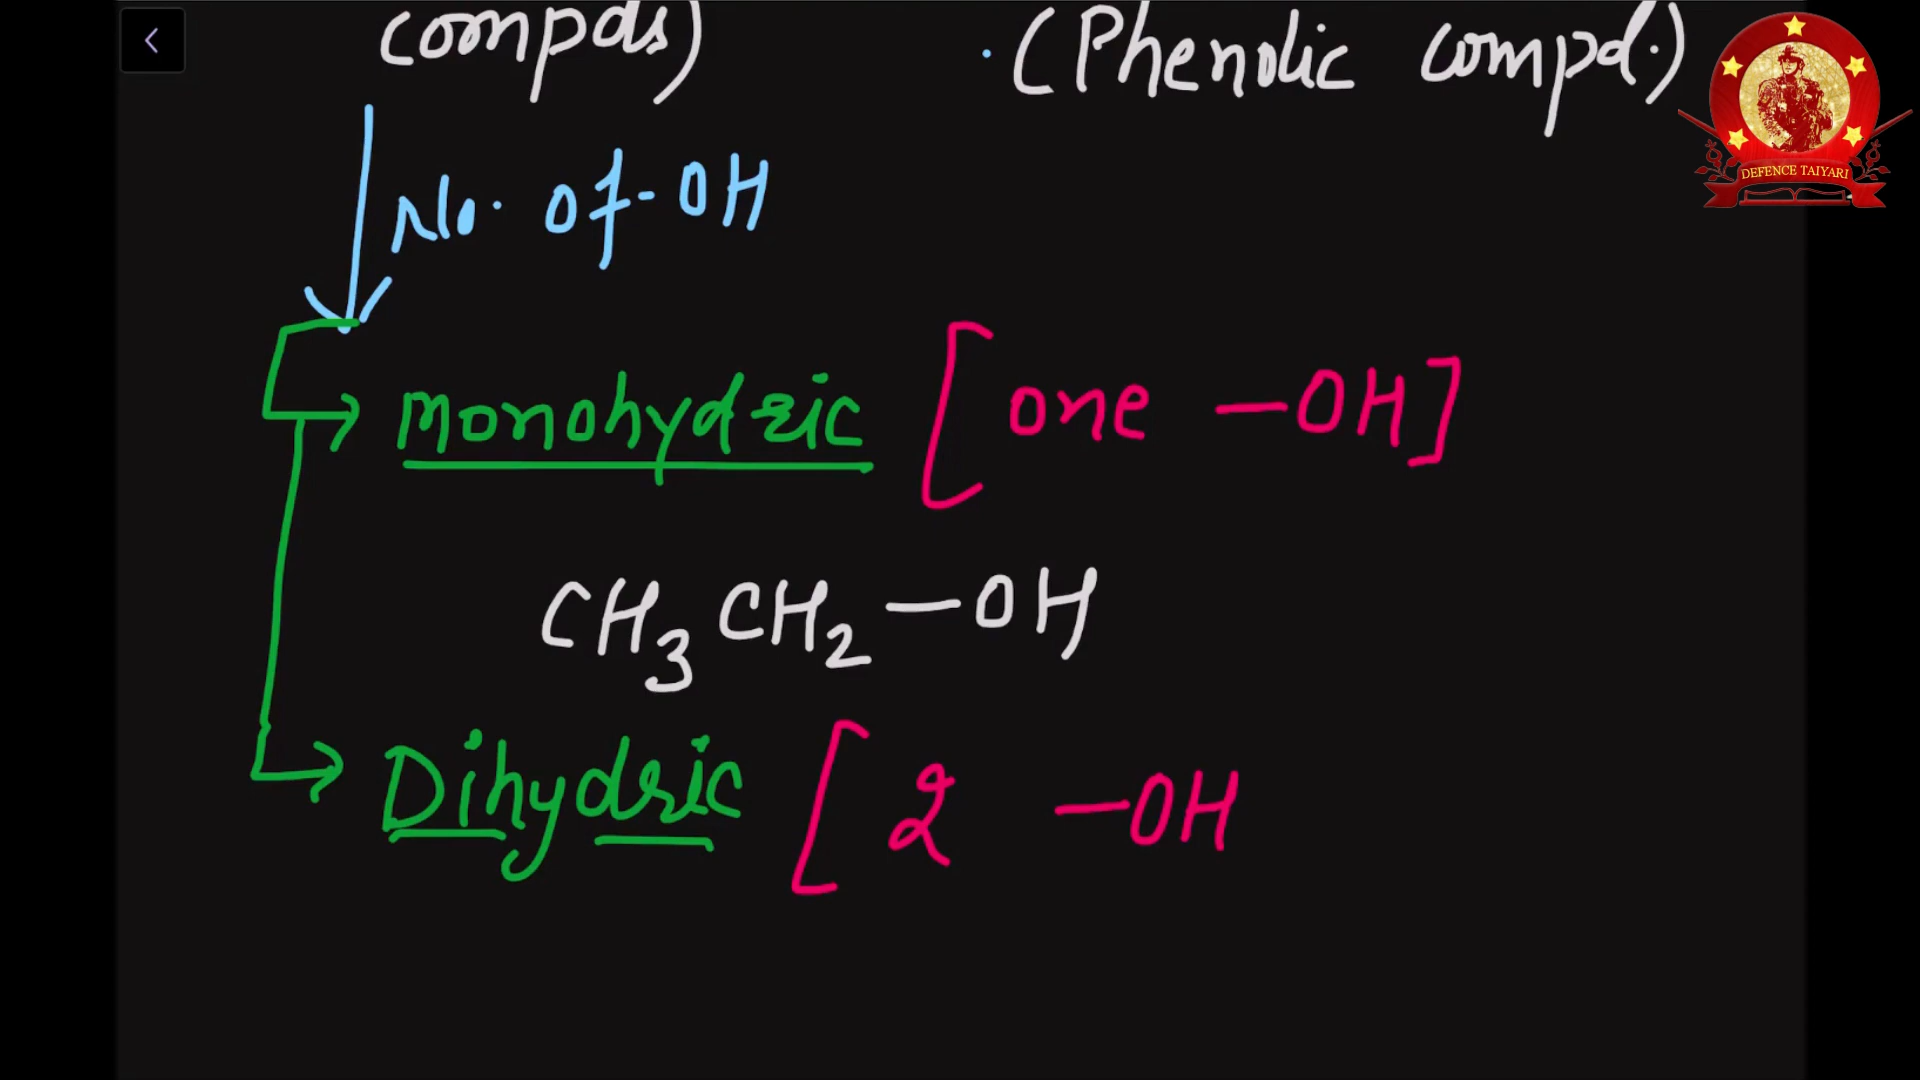 compds) (Phenolic compd.)
DEFENCE TAIYARI
No. of -OH
Monohydric [one -OH]
CH3CH2-OH
Dihydric [2 -OH